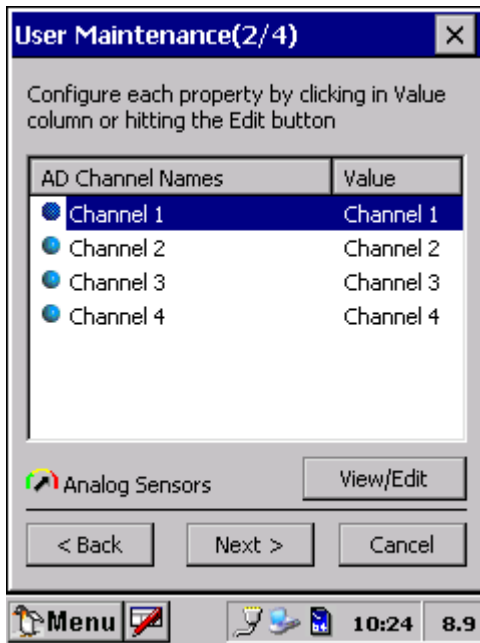 User Maintenance(2/4)
Configure each property by clicking in Value
column or hitting the Edit button
AD Channel Names Value
Channel 1 Channel 1
Channel 2 Channel 2
Channel 3 Channel 3
Channel 4 Channel 4
Analog Sensors View/Edit
< Back Next > Cancel
Menu 10:24 8.9